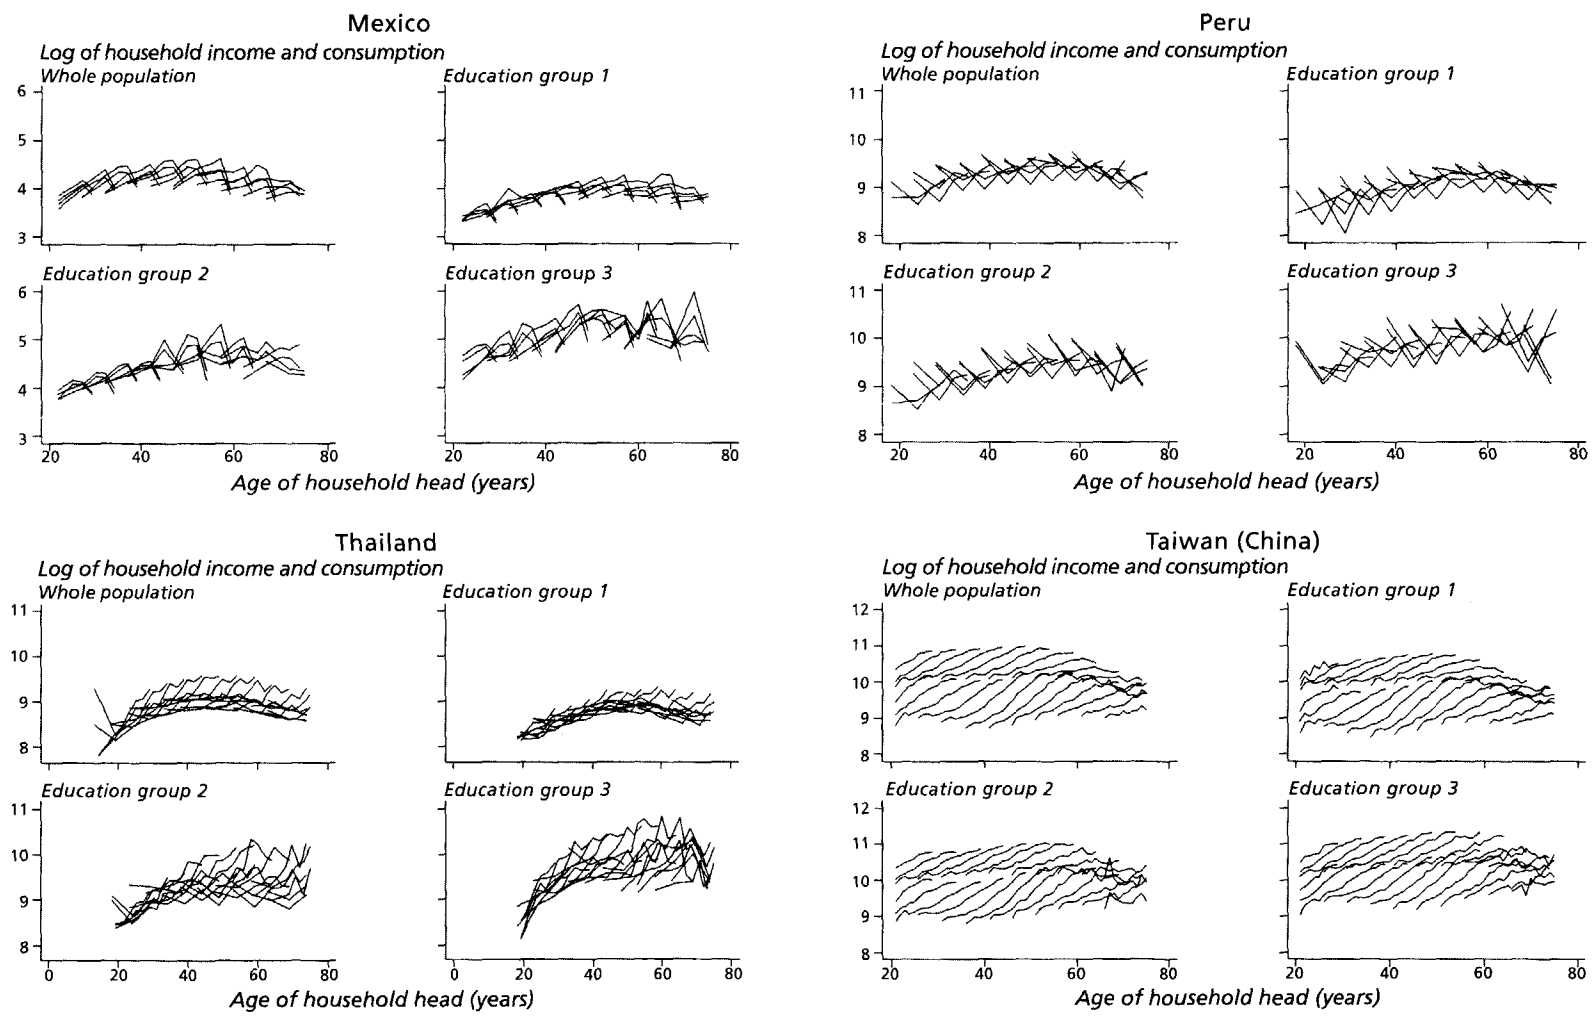 Mexico
Log of household income and consumption
Whole population
Education group 1
6
5
4
3
Education group 2
Education group 3
6
5
4
3
20 40 60 80 20 40 60 80
Age of household head (years)
Peru
Log of household income and consumption
Whole population
Education group 1
11
10
9
8
Education group 2
Education group 3
11
10
9
8
20 40 60 80 20 40 60 80
Age of household head (years)
Thailand
Log of household income and consumption
Whole population
Education group 1
11
10
9
8
Education group 2
Education group 3
11
10
9
8
0 20 40 60 80 0 20 40 60 80
Age of household head (years)
Taiwan (China)
Log of household income and consumption
Whole population
Education group 1
12
11
10
9
8
Education group 2
Education group 3
12
11
10
9
8
20 40 60 80 20 40 60 80
Age of household head (years)